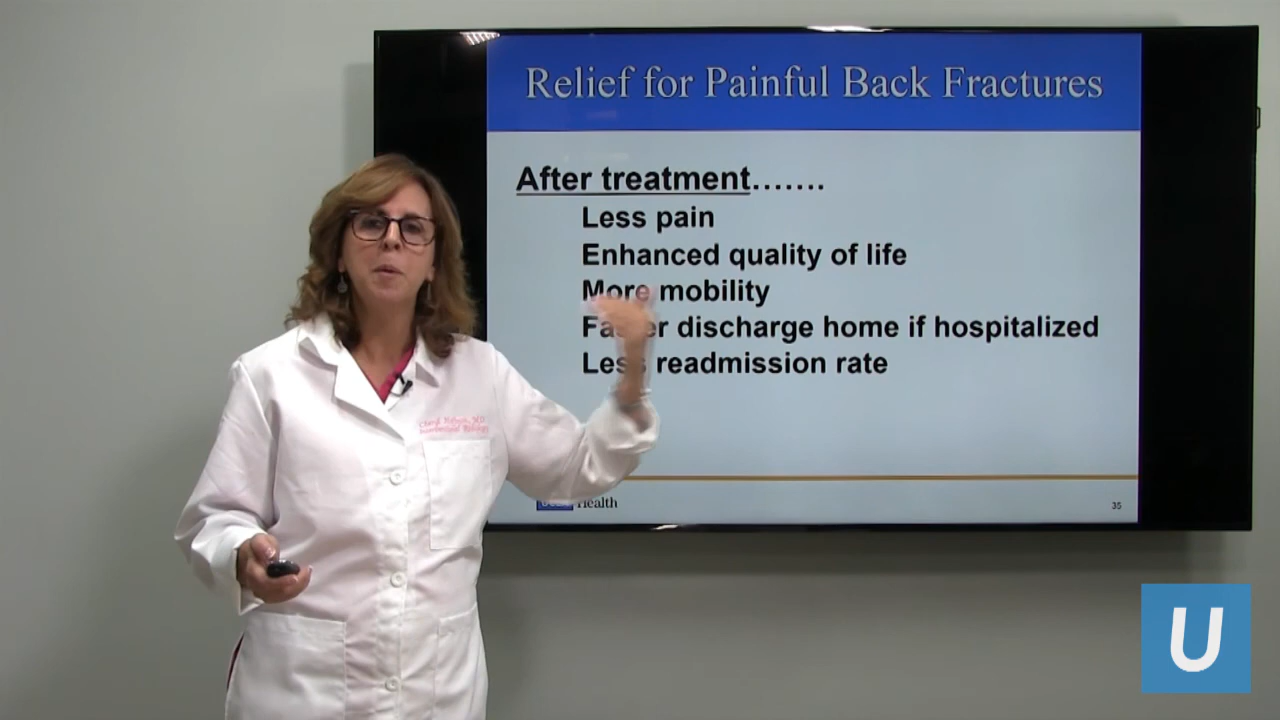 Relief for Painful Back Fractures
After treatment.......
Less pain
Enhanced quality of life
More mobility
discharge home if hospitalized
Less readmission rate
Health
35
U